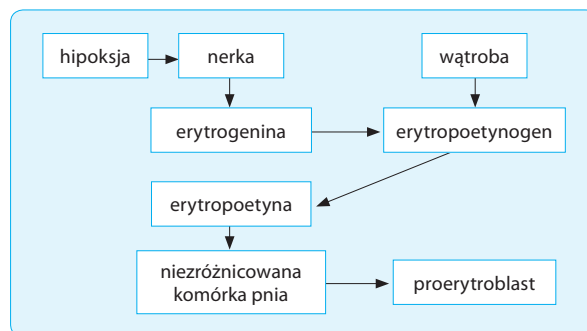 hipoksja
nerka
wątroba
erytrogenina
erytropoetynogen
erytropoetyna
niezróżnicowana
komórka pnia
proerytroblast